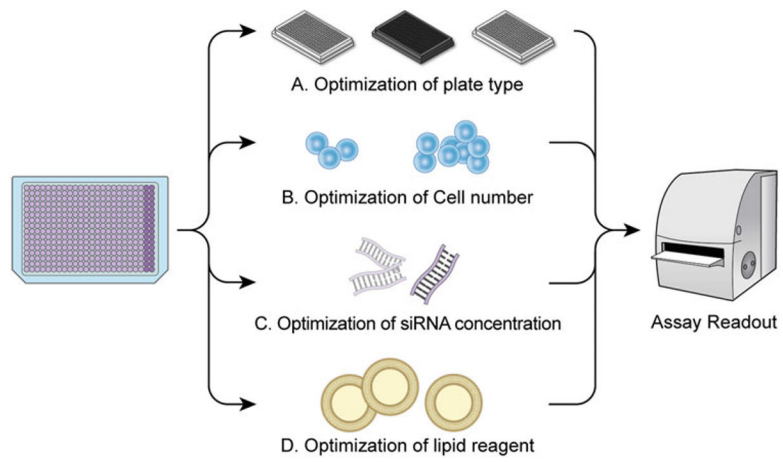 A. Optimization of plate type
B. Optimization of Cell number
C. Optimization of siRNA concentration
Assay Readout
D. Optimization of lipid reagent